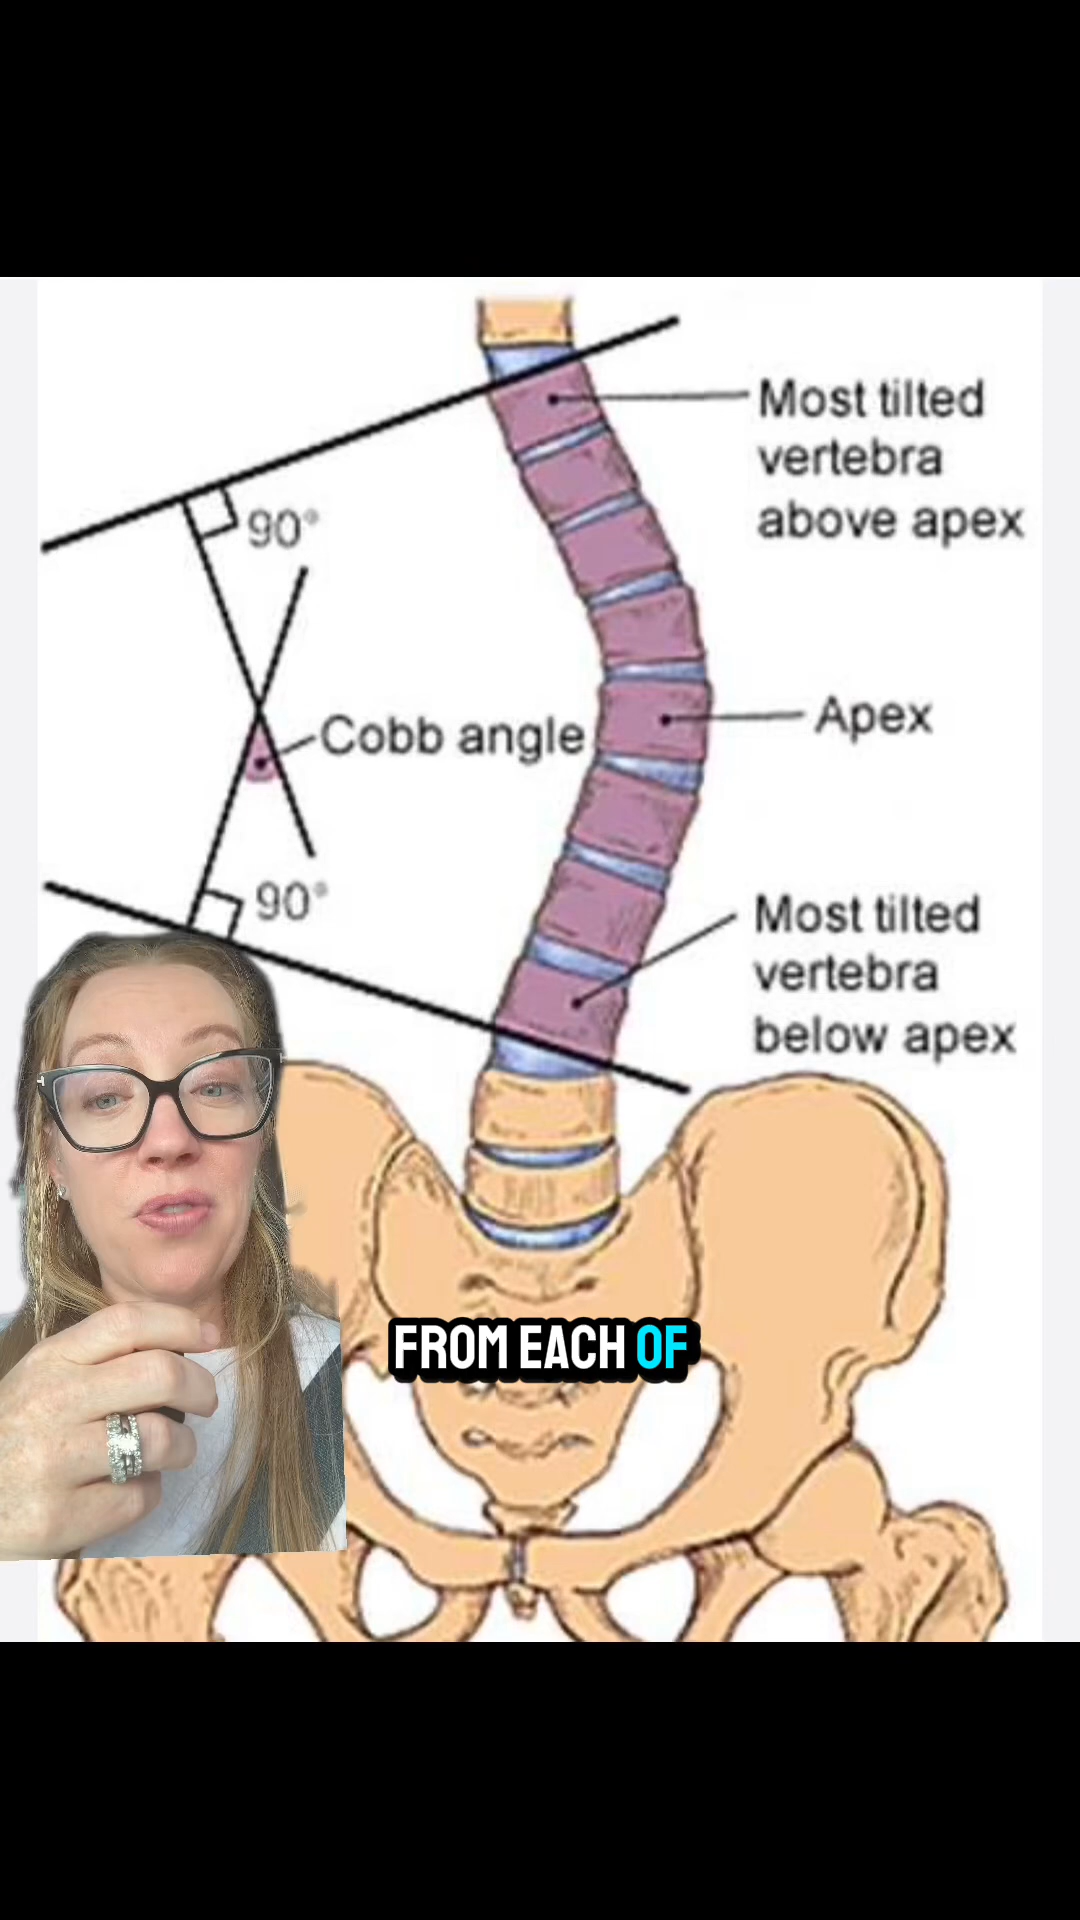 Most tilted
vertebra
above apex
90°
Cobb angle
Apex
90°
Most tilted
vertebra
below apex
FROM EACH OF